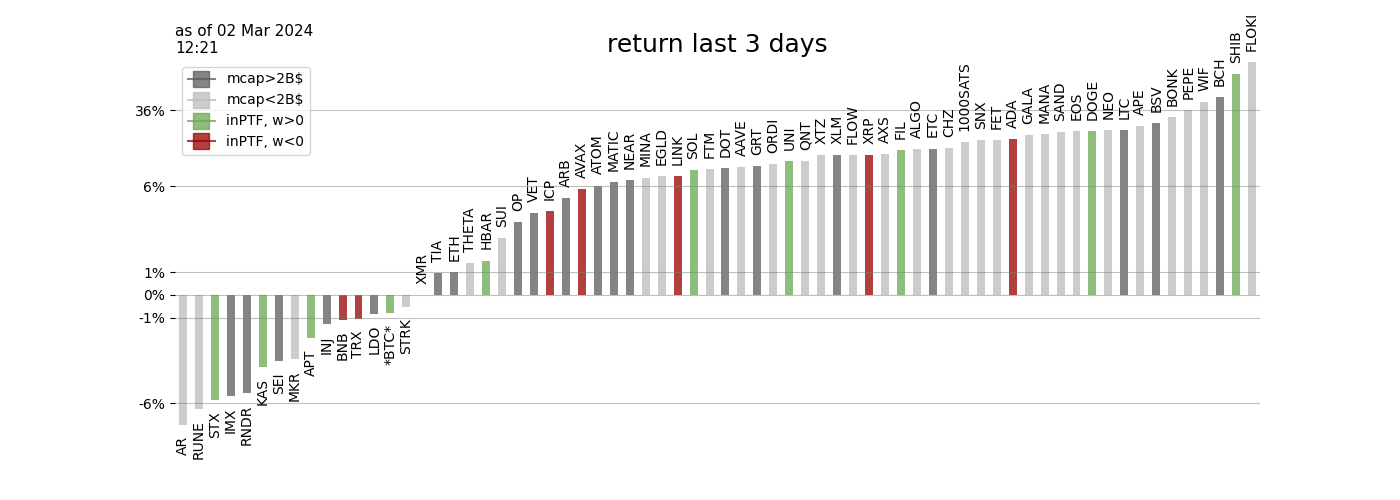 as of 02 Mar 2024
12:21
return last 3 days
mcap>2B$
mcap<2B$
inPTF, w>0
inPTF, w<0
36%
6%
1%
0%
-1%
-6%
AR
RUNE
STX
IMX
RNDR
KAS
SEI
MKR
APT
INJ
BNB
TRX
LDO
*BTC*
STRK
XMR
TIA
ETH
THETA
HBAR
SUI
OP
VET
ICP
ARB
AVAX
ATOM
MATIC
NEAR
MINA
EGLD
LINK
SOL
FTM
DOT
AAVE
GRT
ORDI
UNI
QNT
XTZ
XLM
FLOW
XRP
AXS
FIL
ALGO
ETC
CHZ
1000SATS
SNX
FET
ADA
GALA
MANA
SAND
EOS
DOGE
NEO
LTC
APE
BSV
BONK
PEPE
WIF
BCH
SHIB
FLOKI